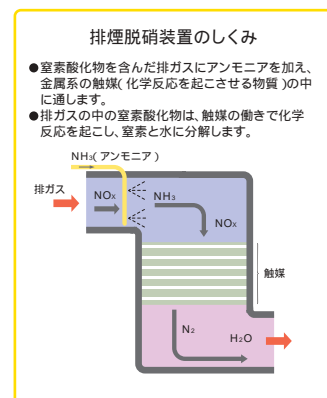 排煙脱硝装置のしくみ
●窒素酸化物を含んだ排ガスにアンモニアを加え、
金属系の触媒(化学反応を起こさせる物質)の中
に通します。
●排ガスの中の窒素酸化物は、触媒の働きで化学
反応を起こし、窒素と水に分解します。
NH₃(アンモニア)
排ガス
NOx
NH₃
NOx
触媒
N₂
H₂O